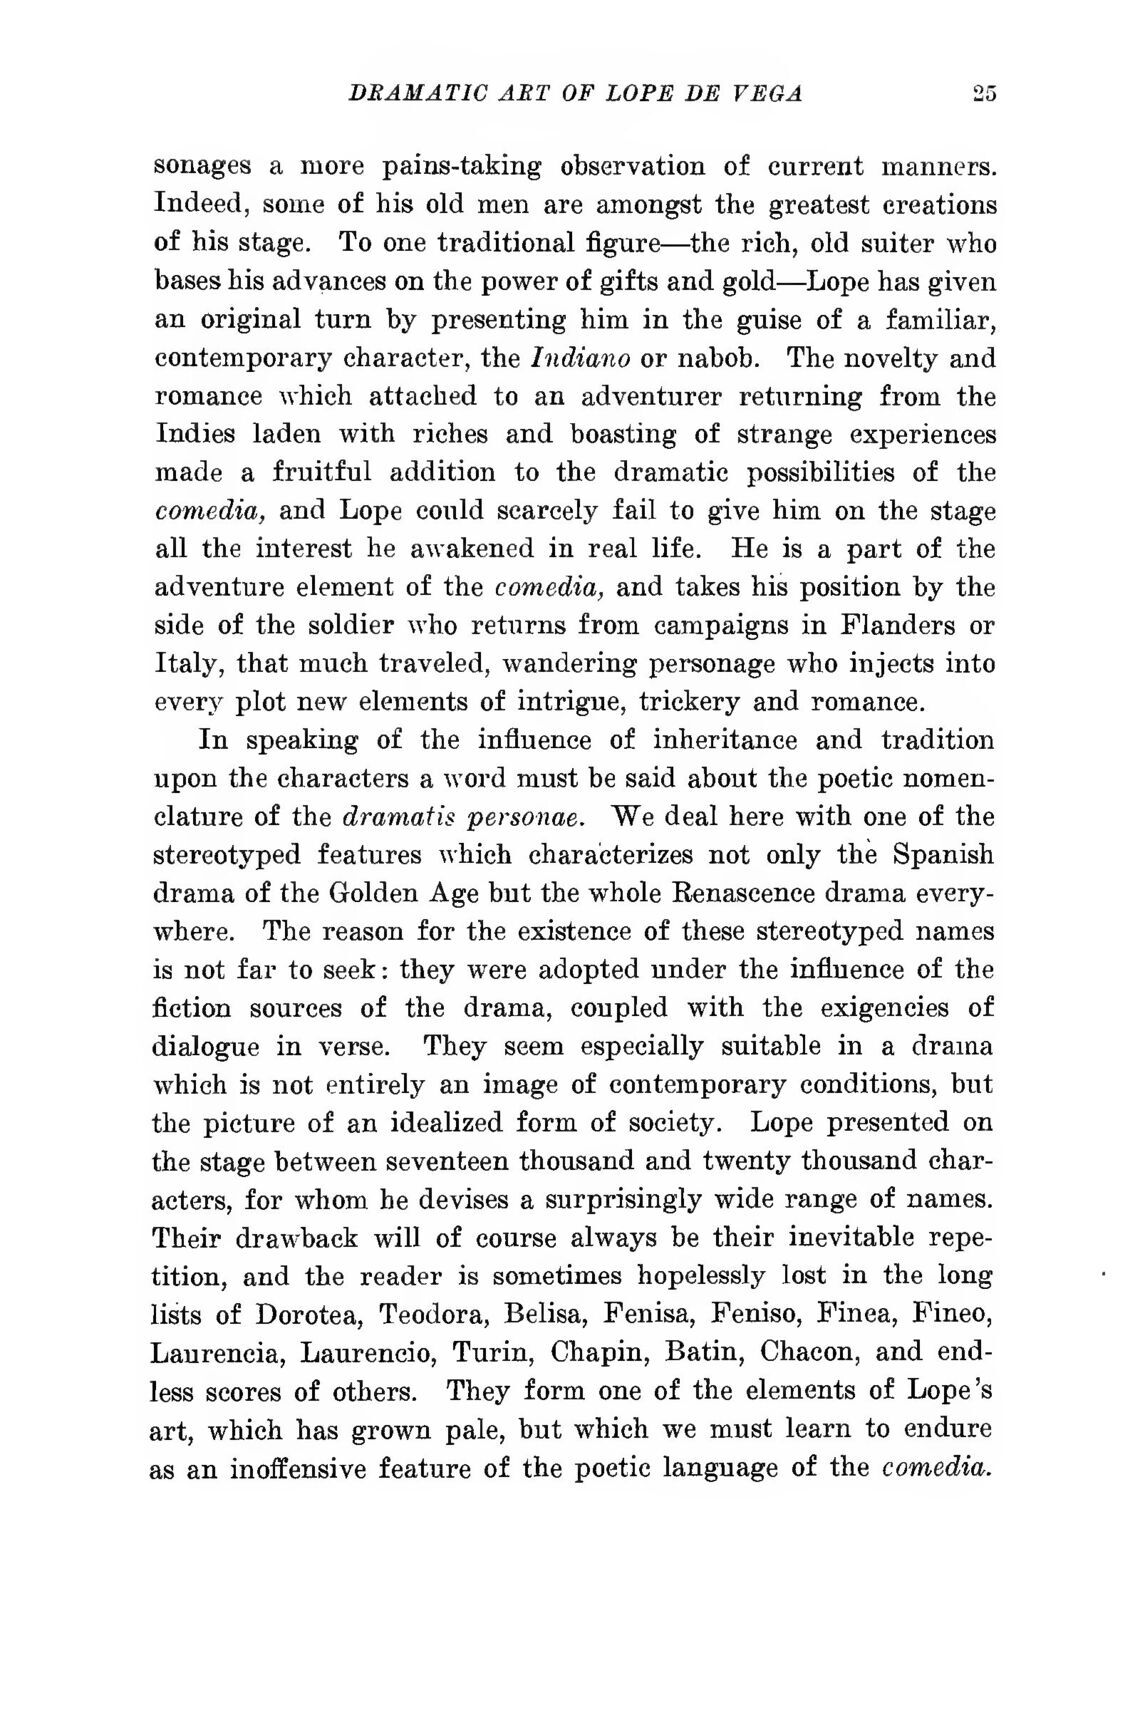 DRAMATIC ART OF LOPE DE VEGA 25
sonages a more pains-taking observation of current manners.
Indeed, some of his old men are amongst the greatest creations
of his stage. To one traditional figure—the rich, old suiter who
bases his advances on the power of gifts and gold—Lope has given
an original turn by presenting him in the guise of a familiar,
contemporary character, the Indiano or nabob. The novelty and
romance which attached to an adventurer returning from the
Indies laden with riches and boasting of strange experiences
made a fruitful addition to the dramatic possibilities of the
comedia, and Lope could scarcely fail to give him on the stage
all the interest he awakened in real life. He is a part of the
adventure element of the comedia, and takes his position by the
side of the soldier who returns from campaigns in Flanders or
Italy, that much traveled, wandering personage who injects into
every plot new elements of intrigue, trickery and romance.
In speaking of the influence of inheritance and tradition
upon the characters a word must be said about the poetic nomen-
clature of the dramatis personae. We deal here with one of the
stereotyped features which characterizes not only the Spanish
drama of the Golden Age but the whole Renascence drama every-
where. The reason for the existence of these stereotyped names
is not far to seek: they were adopted under the influence of the
fiction sources of the drama, coupled with the exigencies of
dialogue in verse. They seem especially suitable in a drama
which is not entirely an image of contemporary conditions, but
the picture of an idealized form of society. Lope presented on
the stage between seventeen thousand and twenty thousand char-
acters, for whom he devises a surprisingly wide range of names.
Their drawback will of course always be their inevitable repe-
tition, and the reader is sometimes hopelessly lost in the long
lists of Dorotea, Teodora, Belisa, Fenisa, Feniso, Finea, Fineo,
Laurencia, Laurencio, Turin, Chapin, Batin, Chacon, and end-
less scores of others. They form one of the elements of Lope's
art, which has grown pale, but which we must learn to endure
as an inoffensive feature of the poetic language of the comedia.